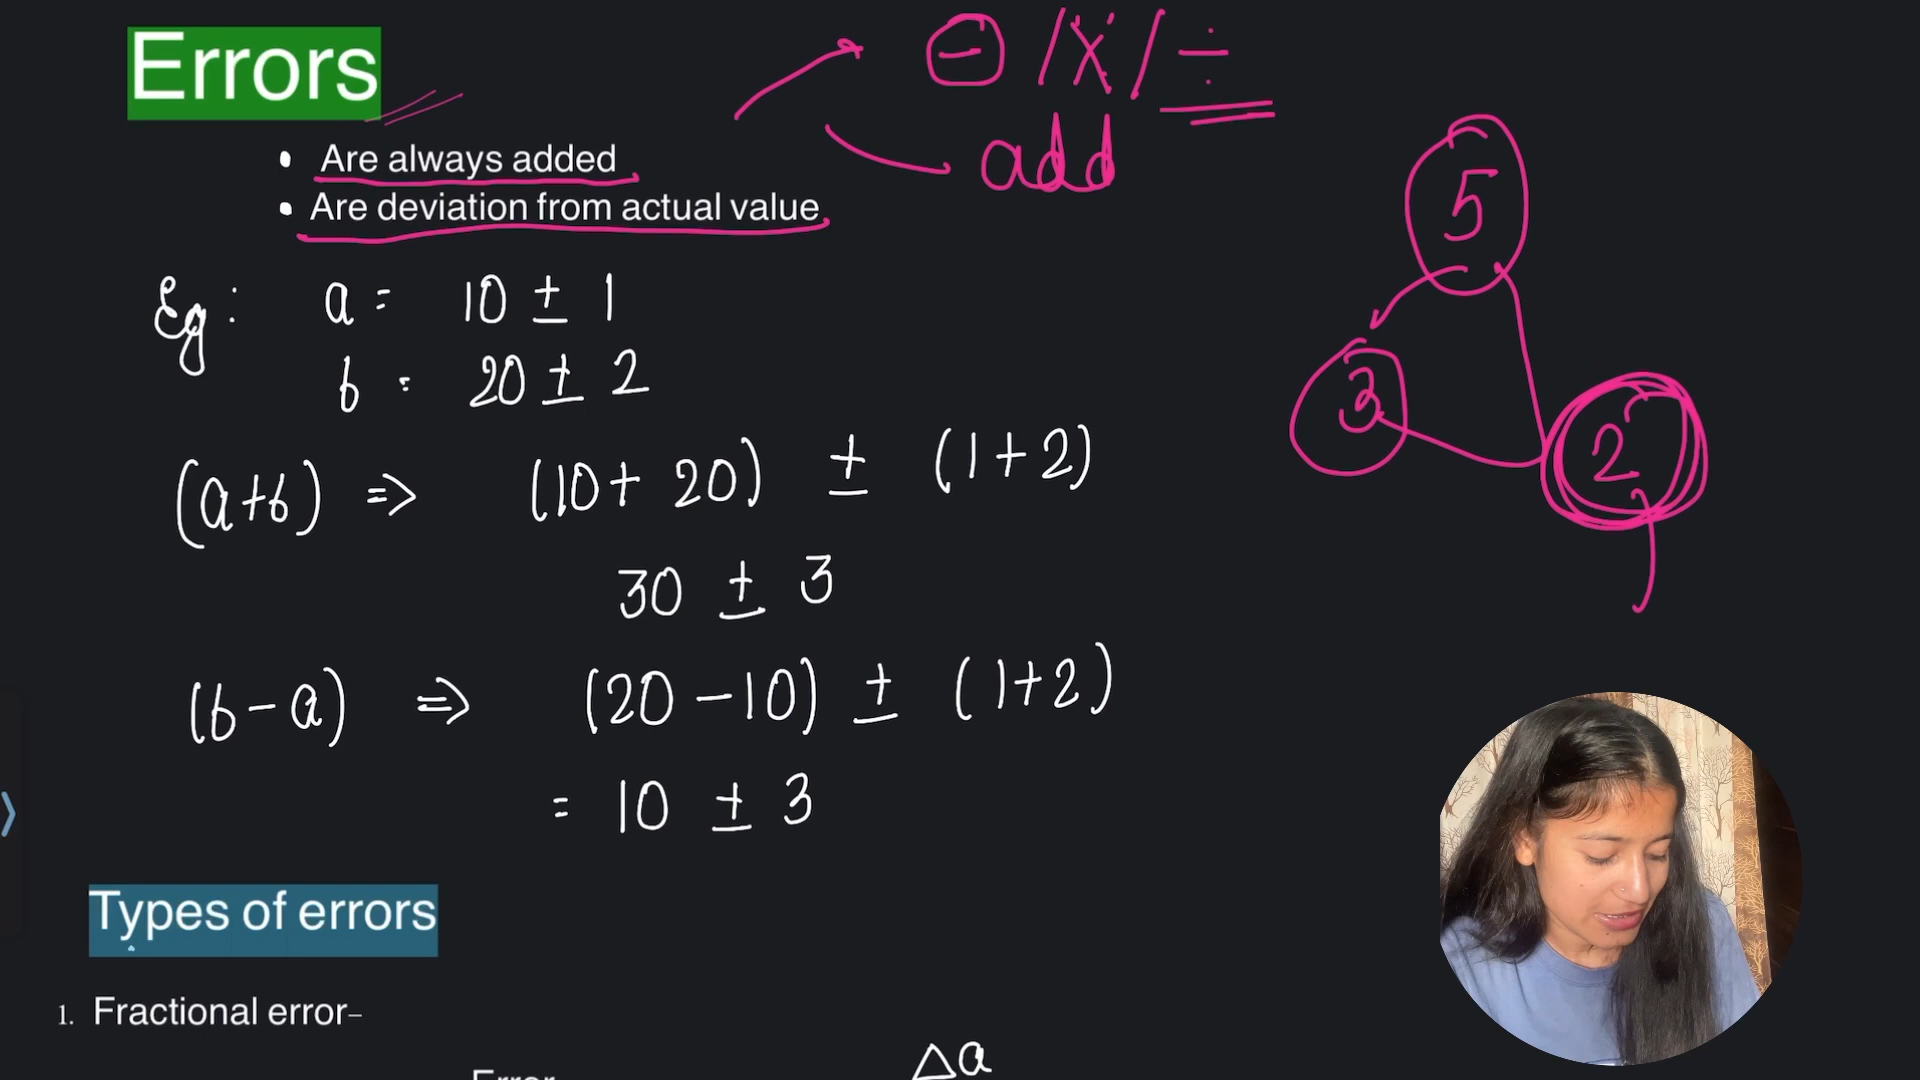 Errors
⊖ / X / ÷
• Are always added
add
• Are deviation from actual value
5
Eg: a = 10 ± 1
b = 20 ± 2
3
2
(a+b) => (10+ 20) ± (1+2)
30 ± 3
(b-a) => (20 -10) ± (1+2)
= 10 ± 3
Types of errors
1. Fractional error-
Error
Δa